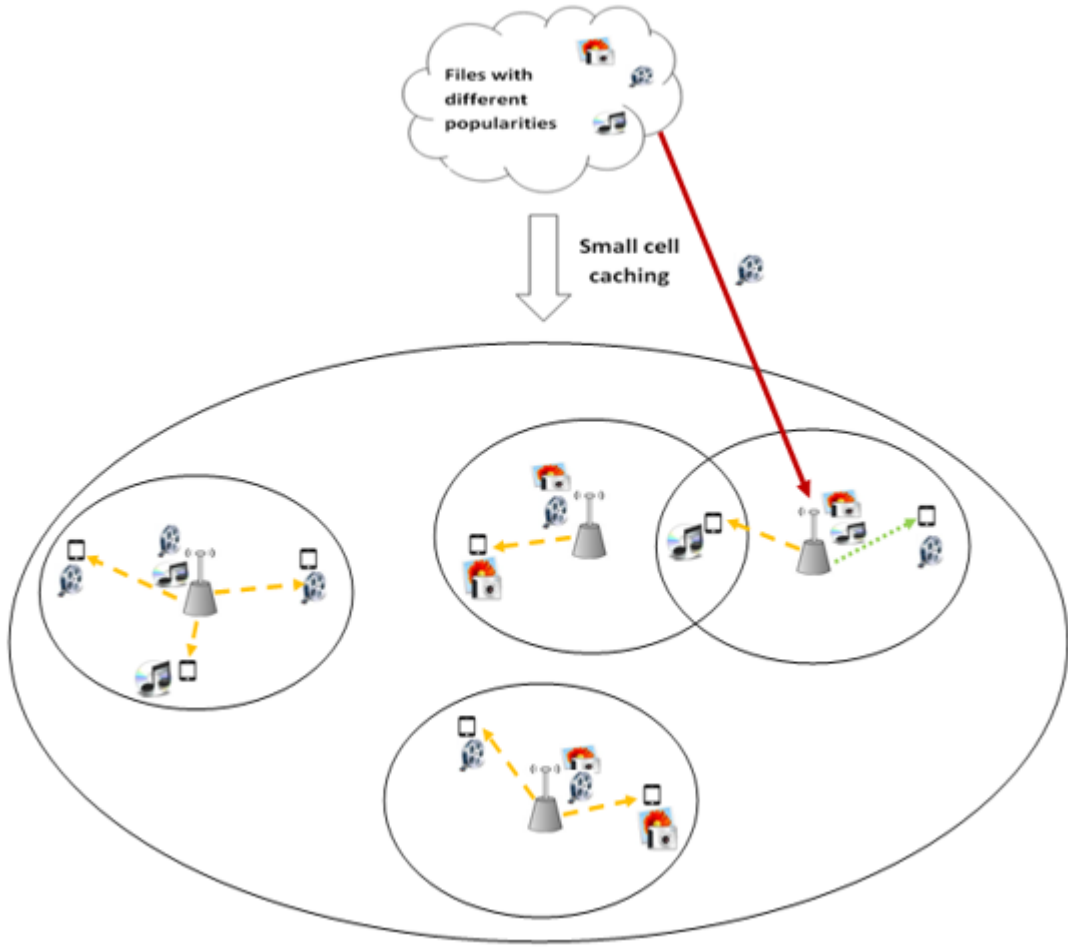 Files with
different
popularities
Small cell
caching